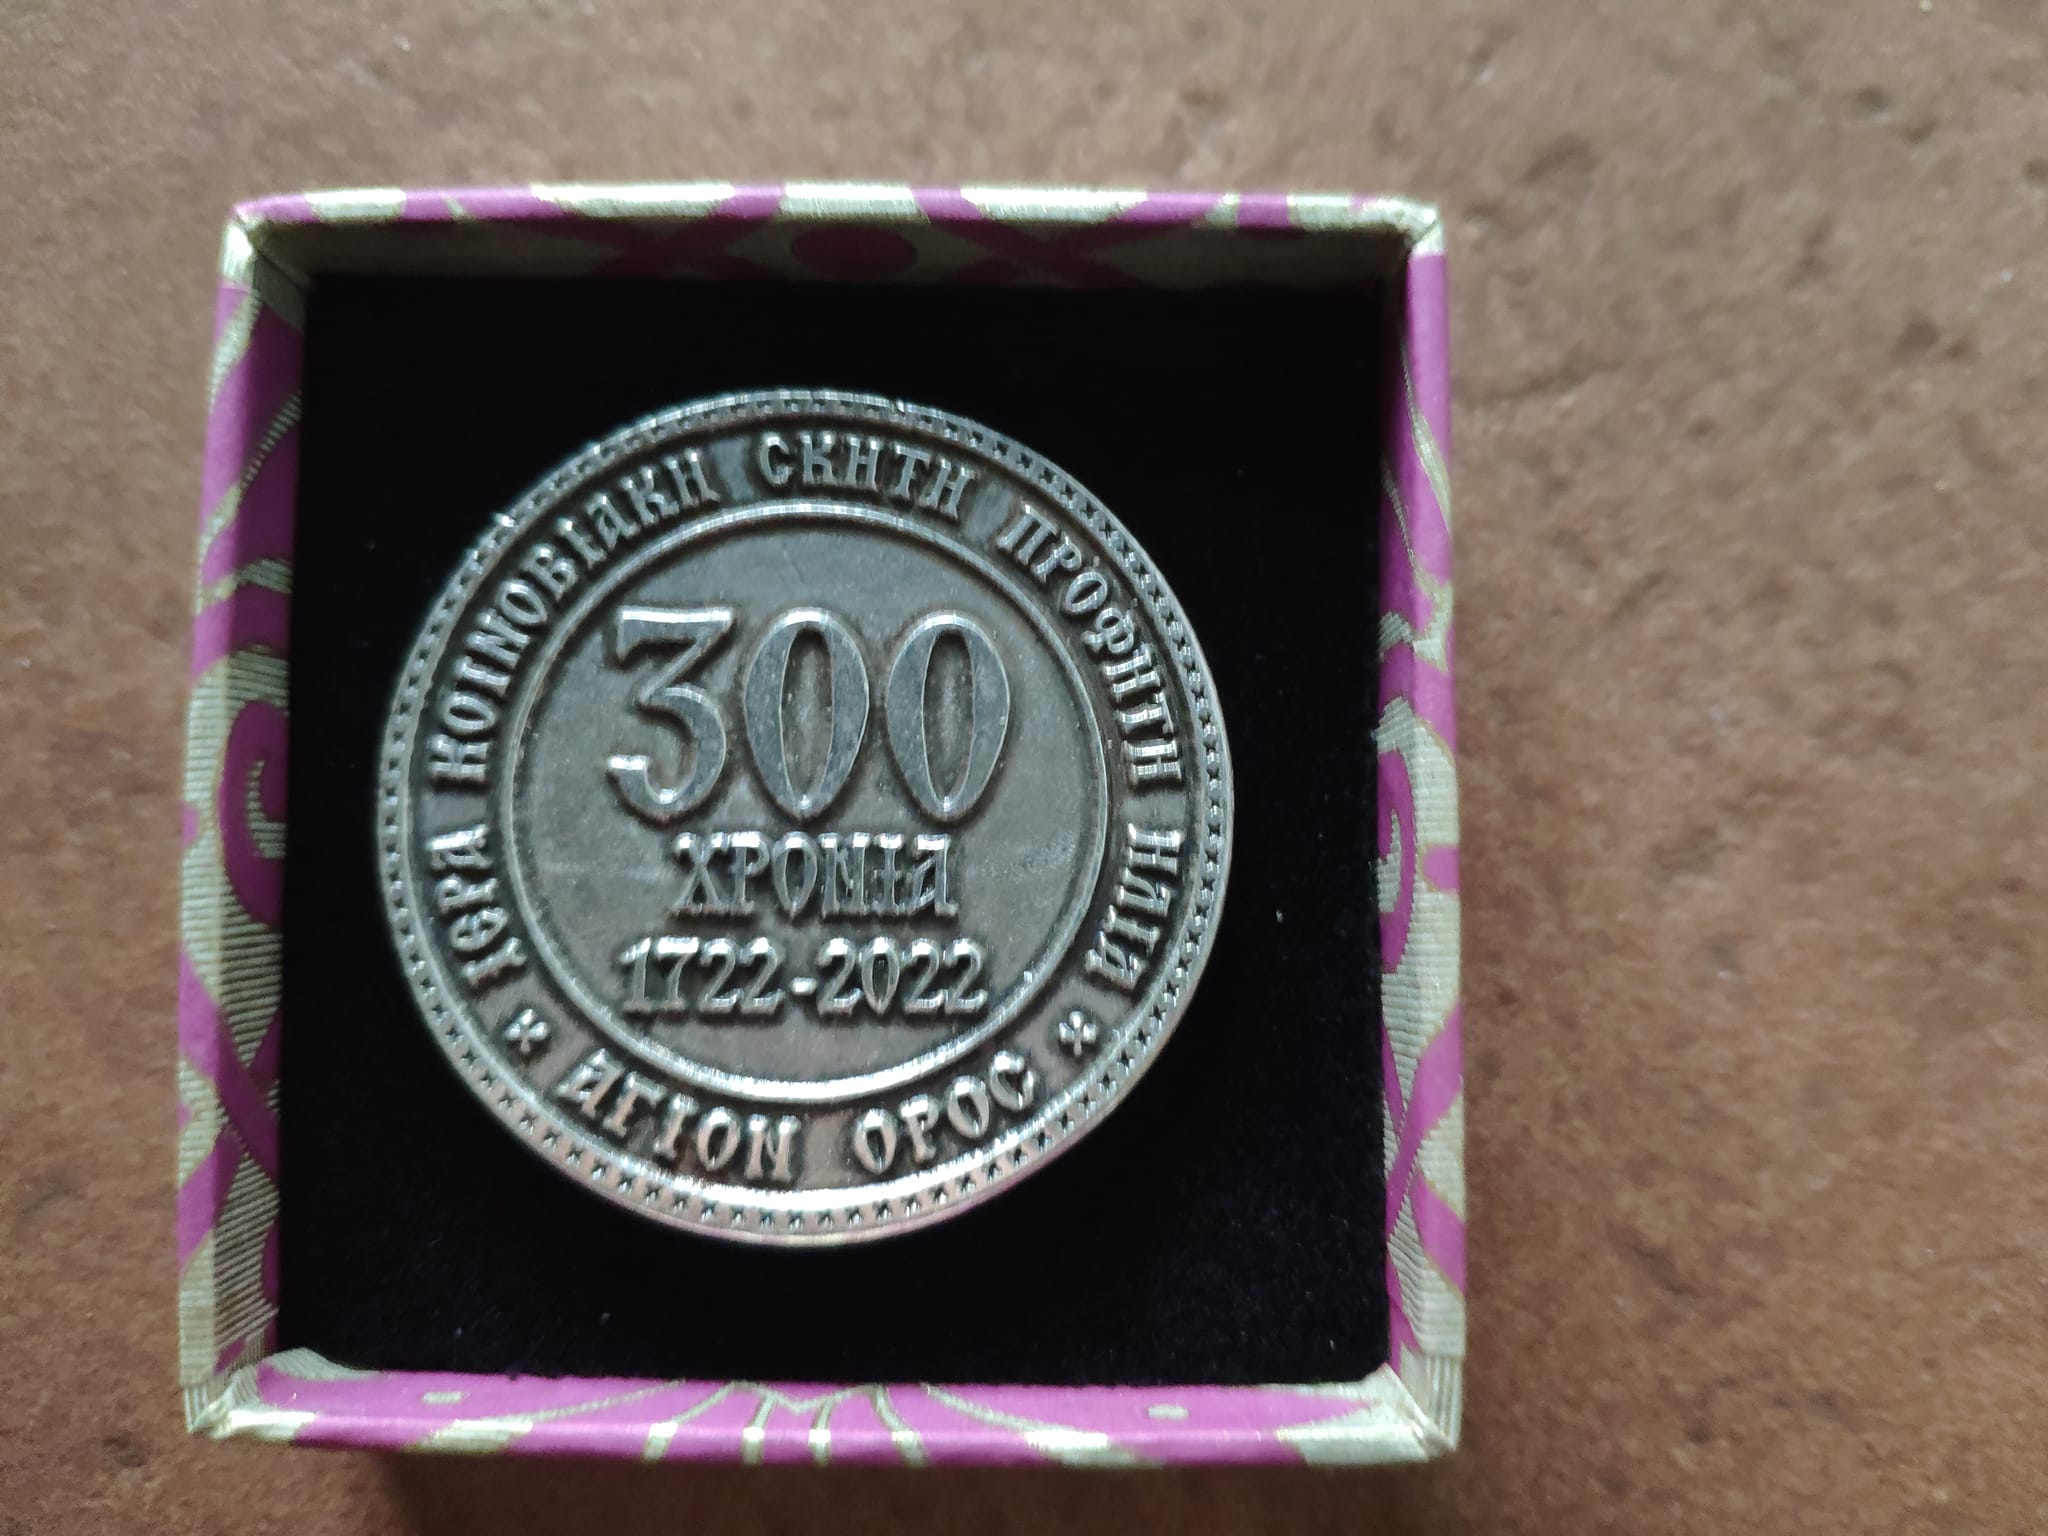 ΙΕΡΑ ΚΟΙΝΟΒΙΑΚΗ ΣΚΗΤΗ ΠΡΟΦΗΤΗ ΗΛΙΑ
300
ΧΡΟΝΙΑ
1722-2022
ΑΓΙΟΝ ΟΡΟΣ